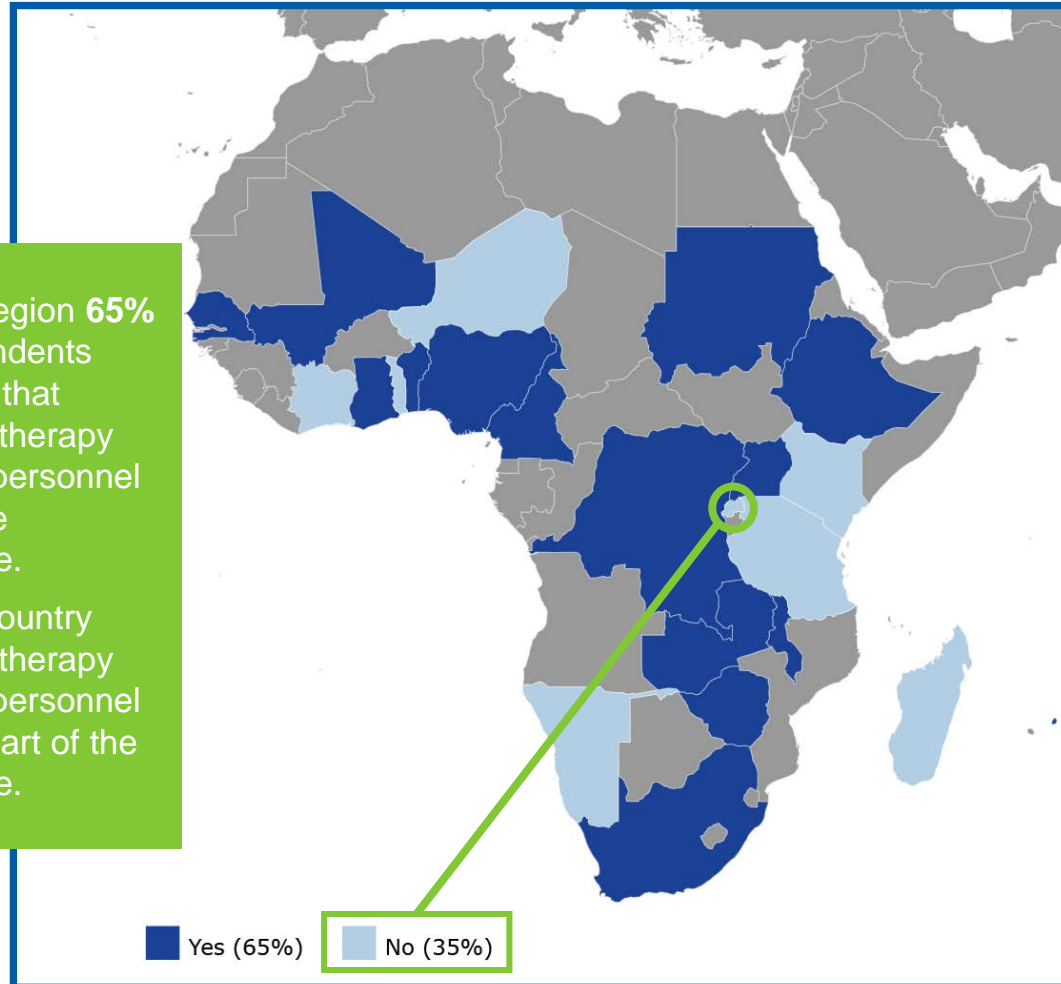 egion 65%
ndents
that
therapy
personnel
e
e.
ountry
therapy
personnel
art of the
e.
Yes (65%)
No (35%)